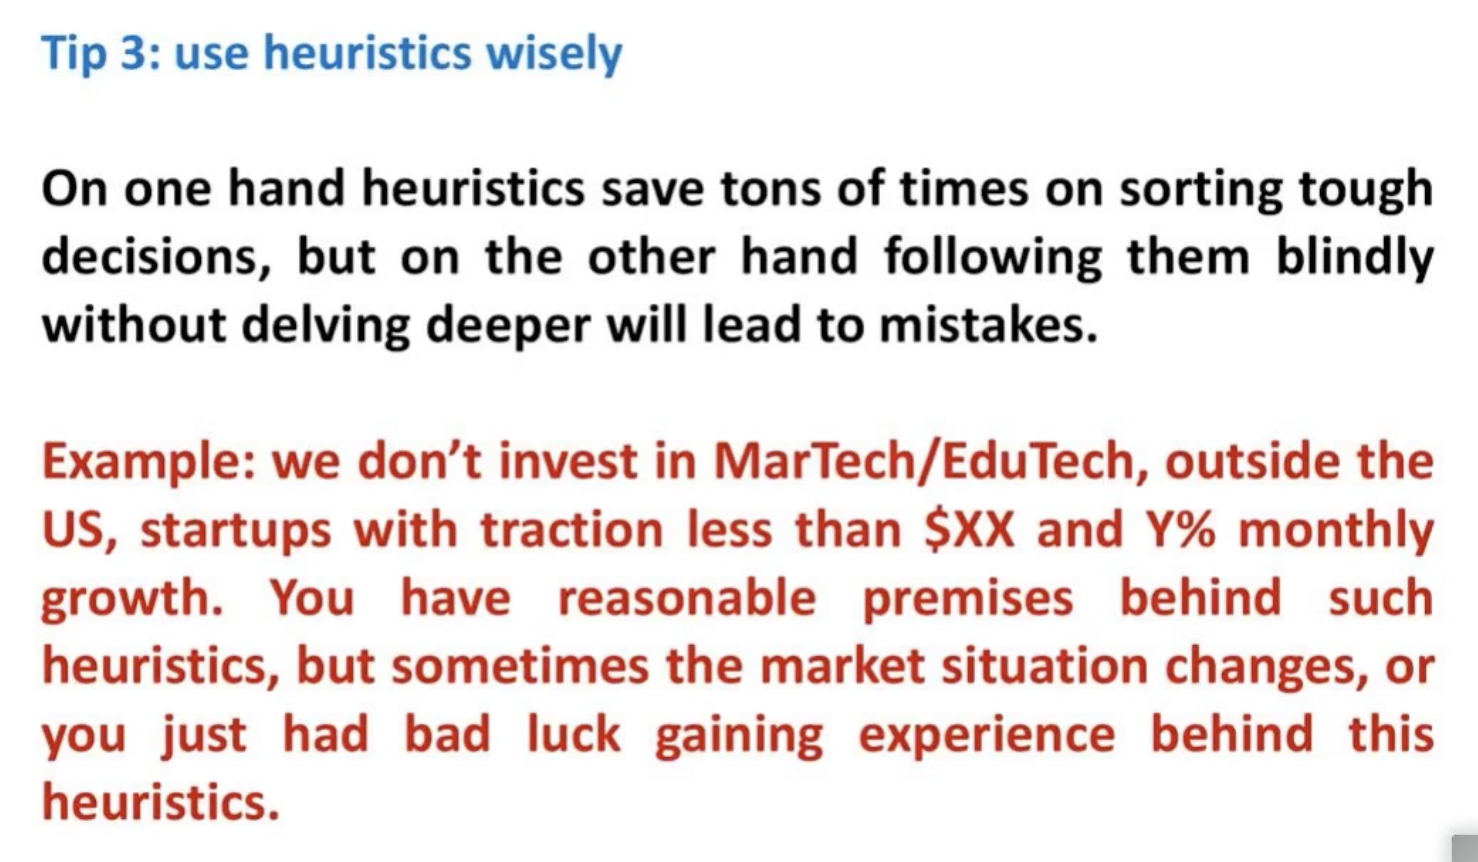 Tip 3: use heuristics wisely
On one hand heuristics save tons of times on sorting tough
decisions, but on the other hand following them blindly
without delving deeper will lead to mistakes.
Example: we don’t invest in MarTech/EduTech, outside the
US, startups with traction less than $XX and Y% monthly
growth. You have reasonable premises behind such
heuristics, but sometimes the market situation changes, or
you just had bad luck gaining experience behind this
heuristics.